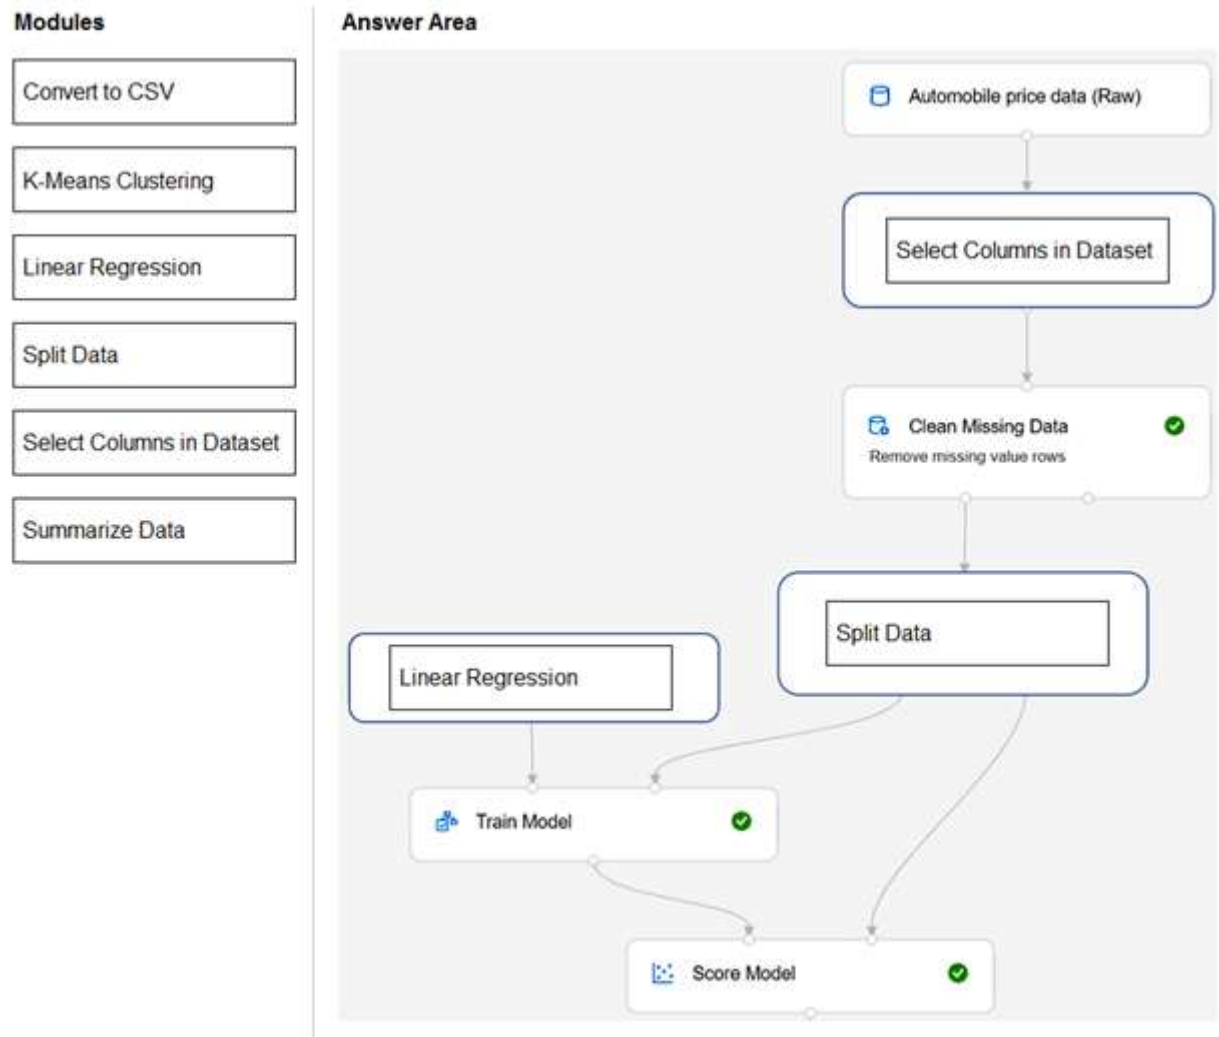 Modules
Convert to CSV
K-Means Clustering
Linear Regression
Split Data
Select Columns in Dataset
Summarize Data
Answer Area
Automobile price data (Raw)
Select Columns in Dataset
Clean Missing Data
Remove missing value rows
Split Data
Linear Regression
Train Model
Score Model